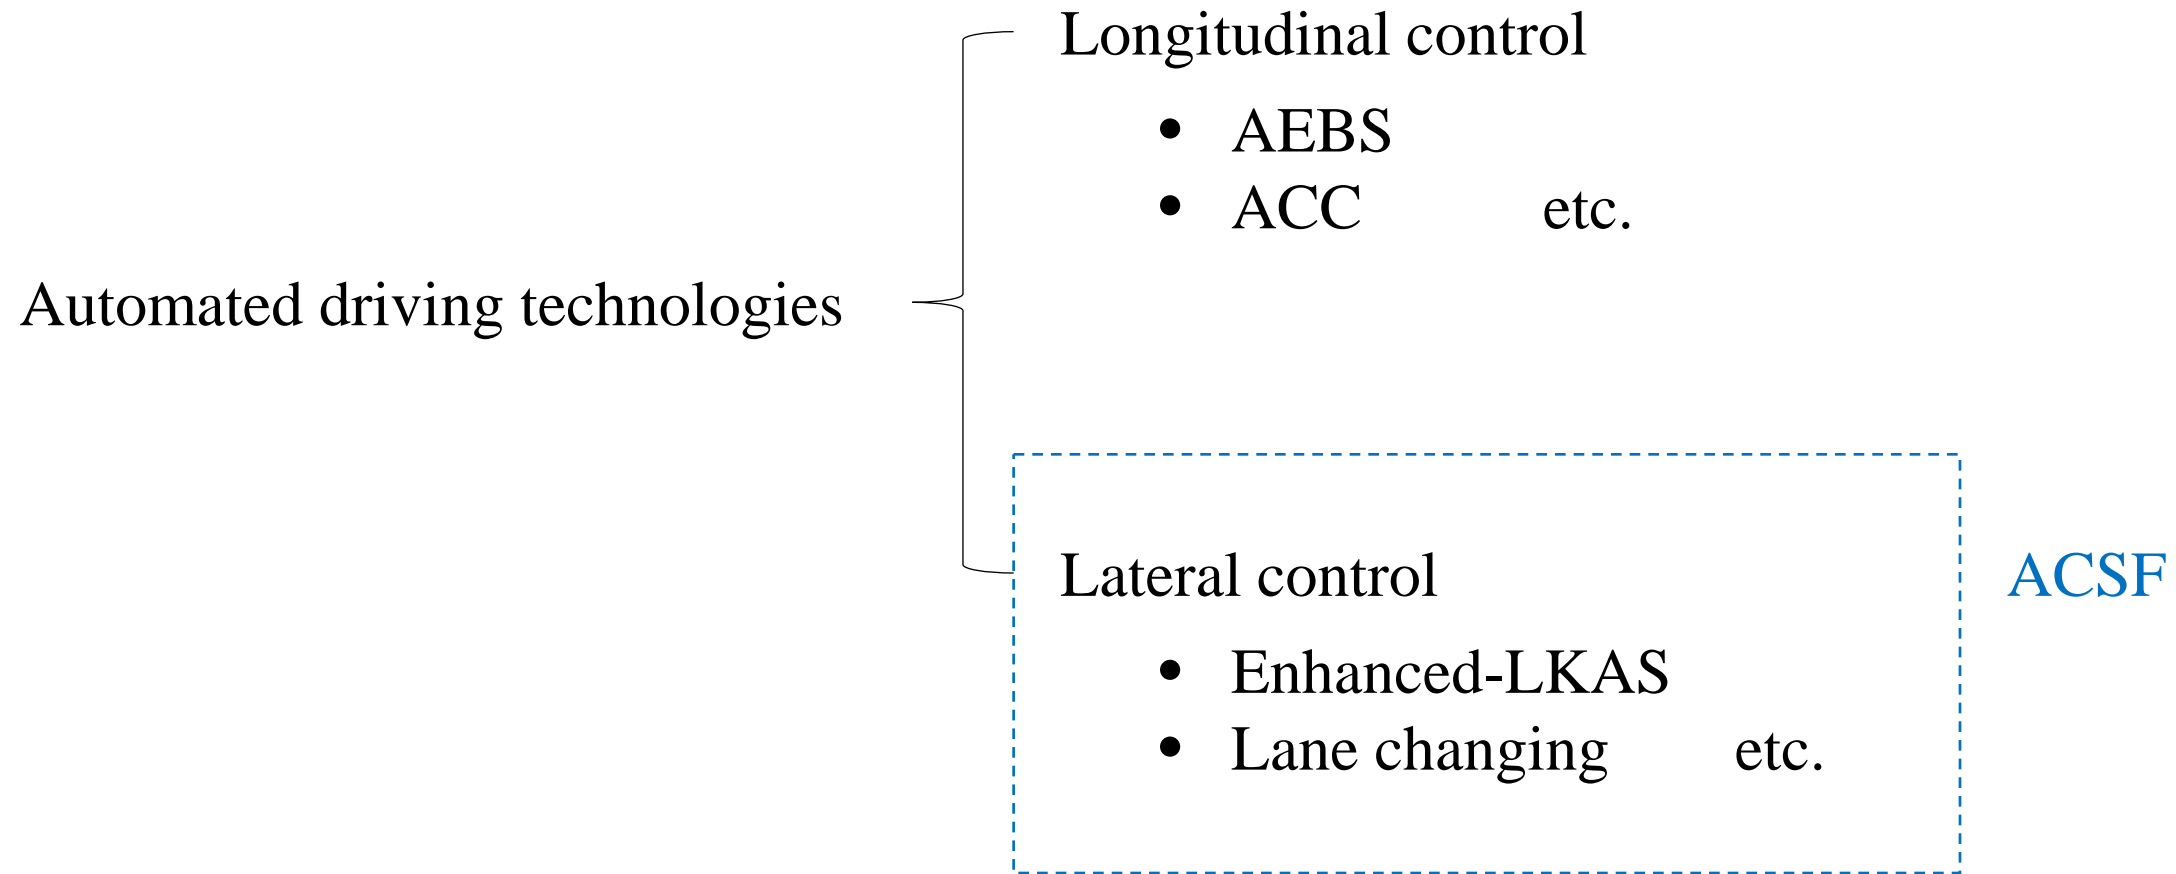 Longitudinal control
• AEBS
• ACC etc.
Automated driving technologies
Lateral control
ACSF
• Enhanced-LKAS
• Lane changing etc.